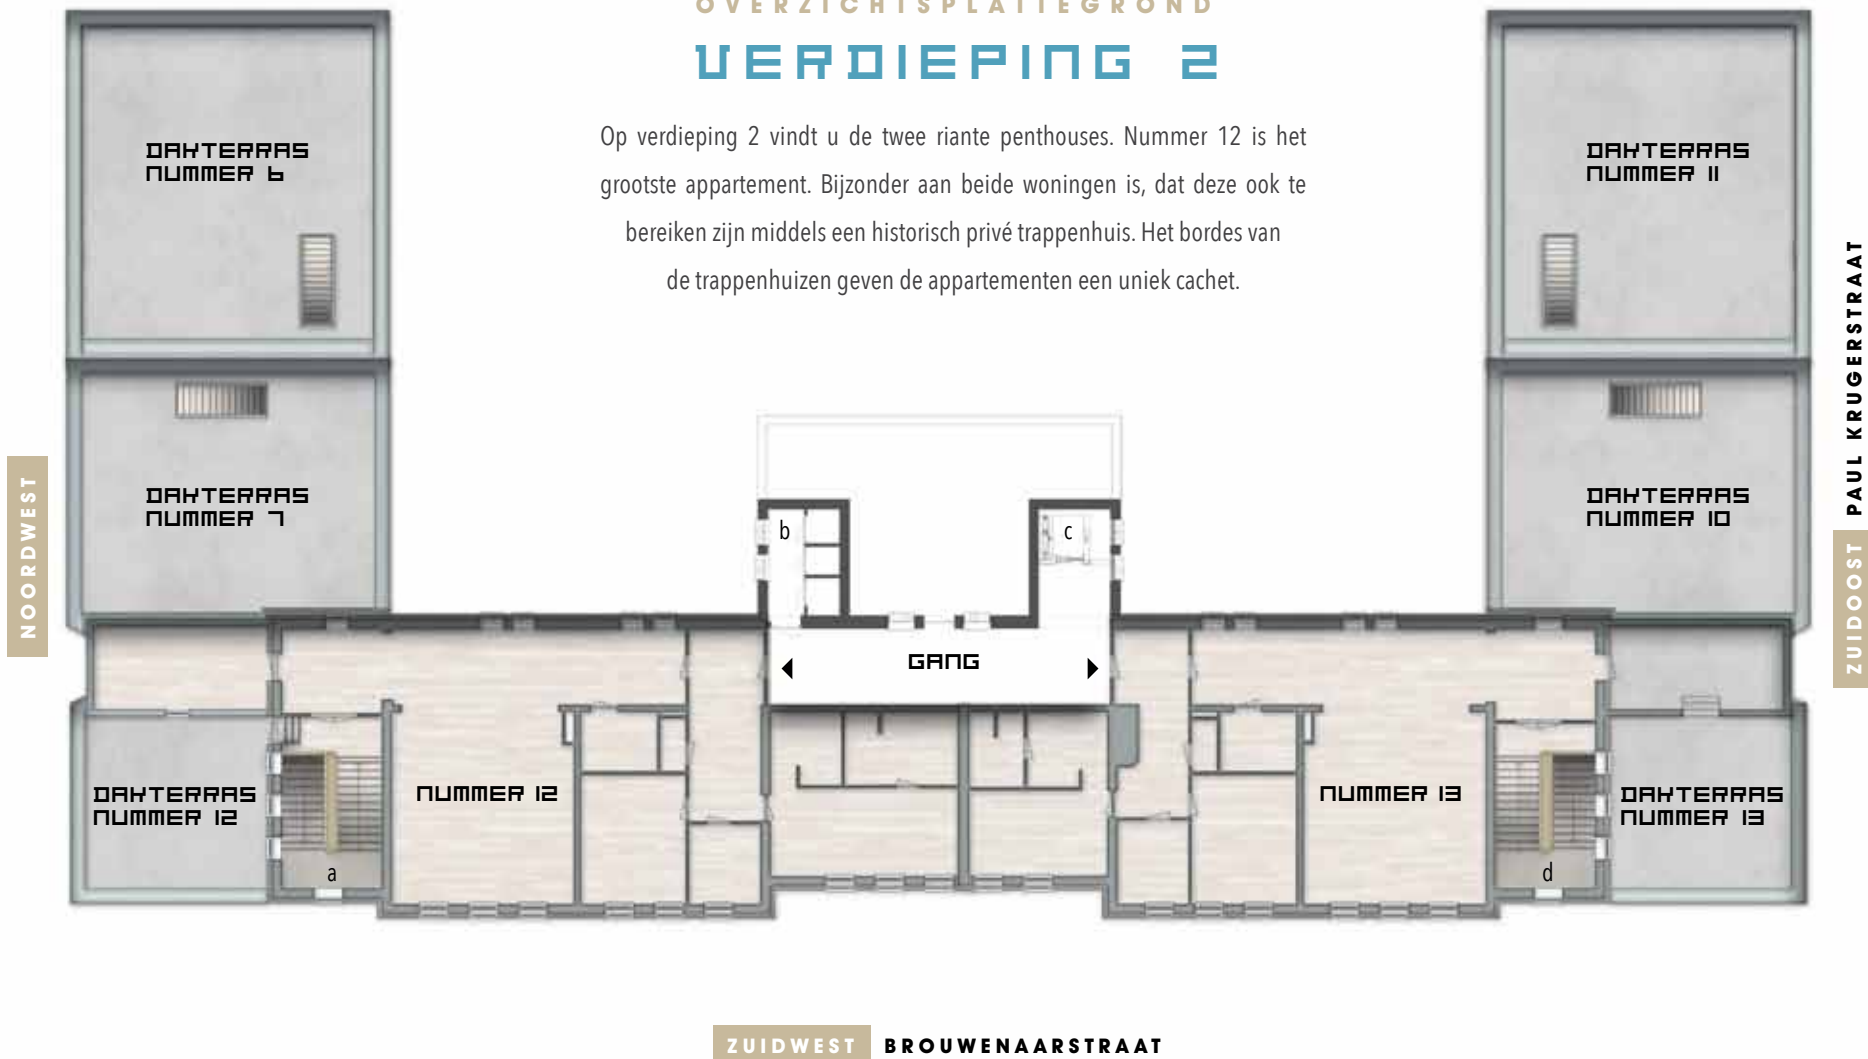 OVERZICHTSPLATTEGROND
VERDIEPING 2
Op verdieping 2 vindt u de twee riante penthouses. Nummer 12 is het
grootste appartement. Bijzonder aan beide woningen is, dat deze ook te
bereiken zijn middels een historisch privé trappenhuis. Het bordes van
de trappenhuizen geven de appartementen een uniek cachet.
DAKTERRAS
NUMMER 6
DAKTERRAS
NUMMER 11
DAKTERRAS
NUMMER 7
DAKTERRAS
NUMMER 10
NOORDWEST
PAUL KRUGERSTRAAT
ZUIDOOST
b
c
GANG
DAKTERRAS
NUMMER 12
a
NUMMER 12
NUMMER 13
d
DAKTERRAS
NUMMER 13
ZUIDWEST BROUWENAARSTRAAT